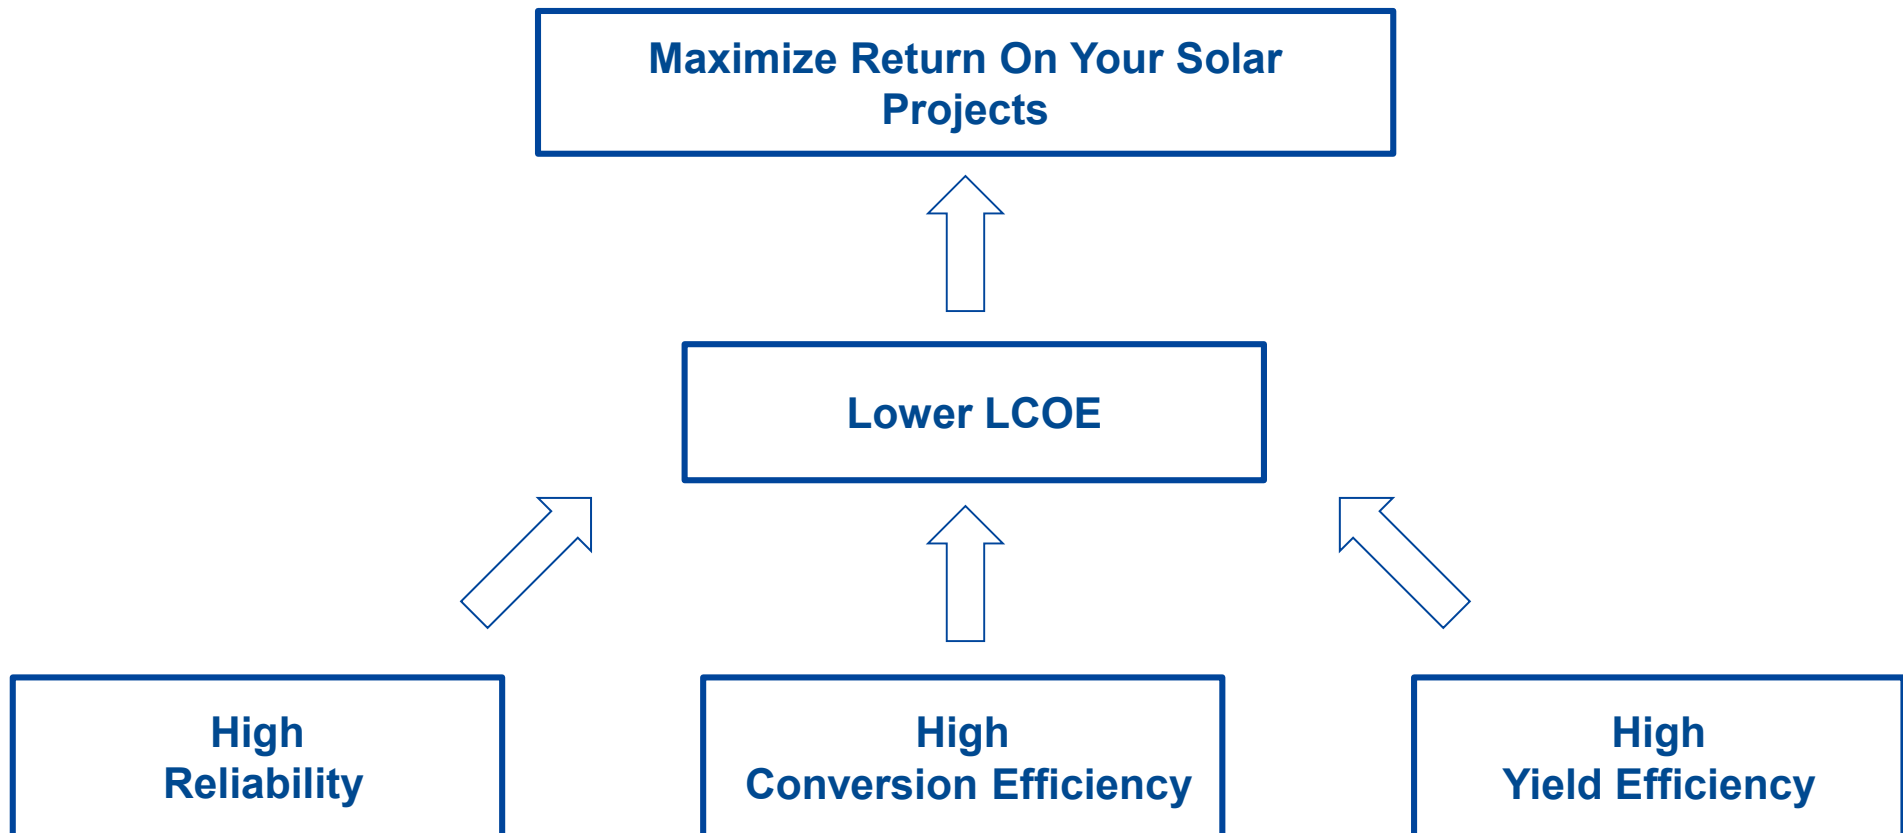 Maximize Return On Your Solar
Projects
Lower LCOE
High
Reliability
High
Conversion Efficiency
High
Yield Efficiency